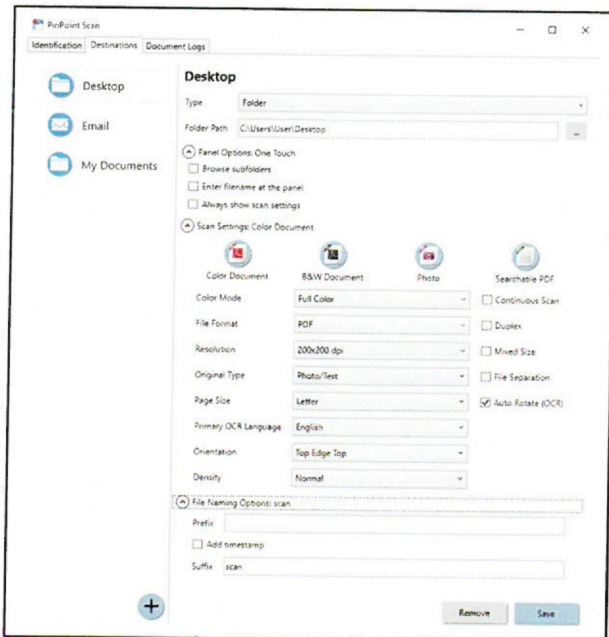 PinPoint Scan
Identification Destinations Document Logs
Desktop
Email
My Documents
Desktop
Type Folder
Folder Path C:\Users\User\Desktop ...
Panel Options: One Touch
Browse subfolders
Enter filename at the panel
Always show scan settings
Scan Settings: Color Document
Color Document B&W Document Photo Searchable PDF
Color Mode Full Color Continuous Scan
File Format PDF Duplex
Resolution 200x200 dpi Mixed Size
Original Type Photo/Text File Separation
Page Size Letter Auto Rotate (OCR)
Primary OCR Language English
Orientation Top Edge Top
Density Normal
File Naming Options: scan
Prefix
Add timestamp
Suffix scan
Remove Save